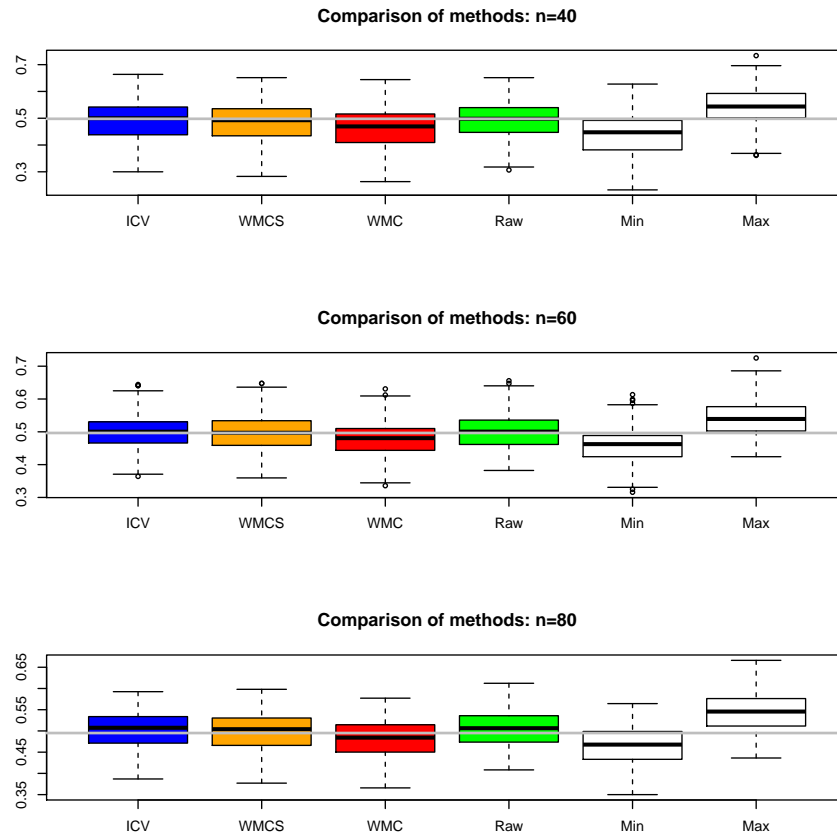 Comparison of methods: n=40
0.7
0.5
0.3
ICV WMCS WMC Raw Min Max
Comparison of methods: n=60
0.7
0.6
0.5
0.4
0.3
ICV WMCS WMC Raw Min Max
Comparison of methods: n=80
0.65
0.55
0.45
0.35
ICV WMCS WMC Raw Min Max